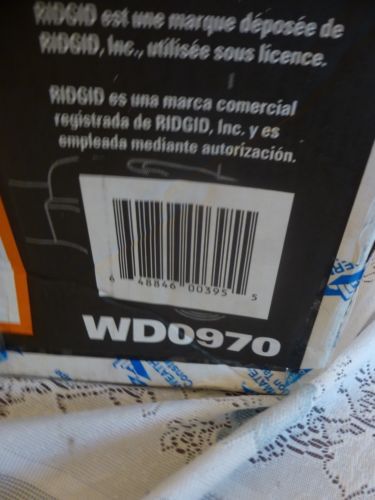 RIDGID est une marque déposée de
RIDGID, Inc., utilisée sous licence.
RIDGID es una marca comercial
registrada de RIDGID, Inc. y es
empleada mediante autorización.
6 48846 00395 5
WD0970